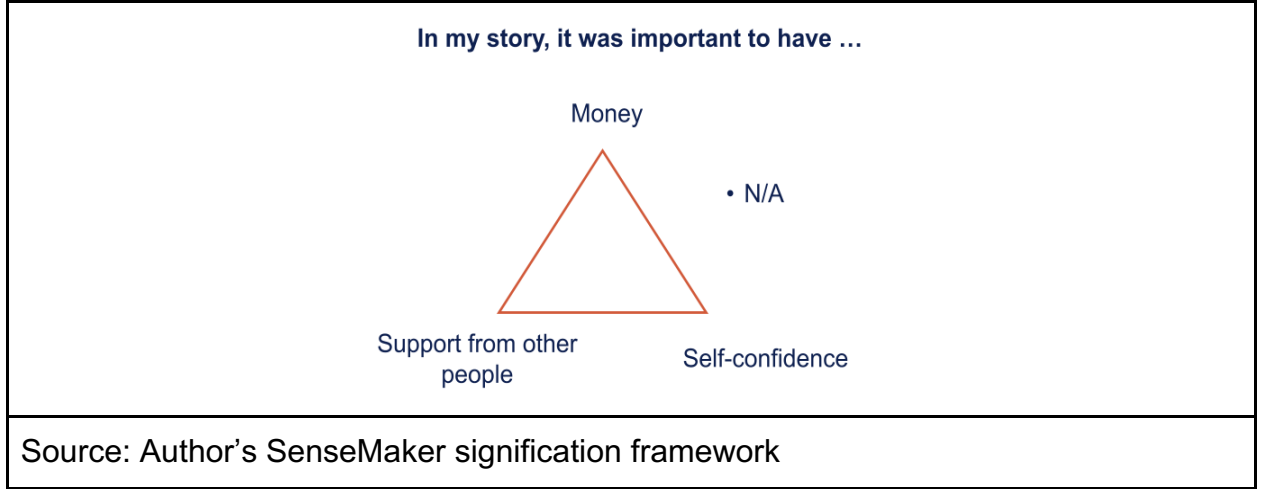 In my story, it was important to have …
Money
• N/A
Support from other
people
Self-confidence
Source: Author’s SenseMaker signification framework